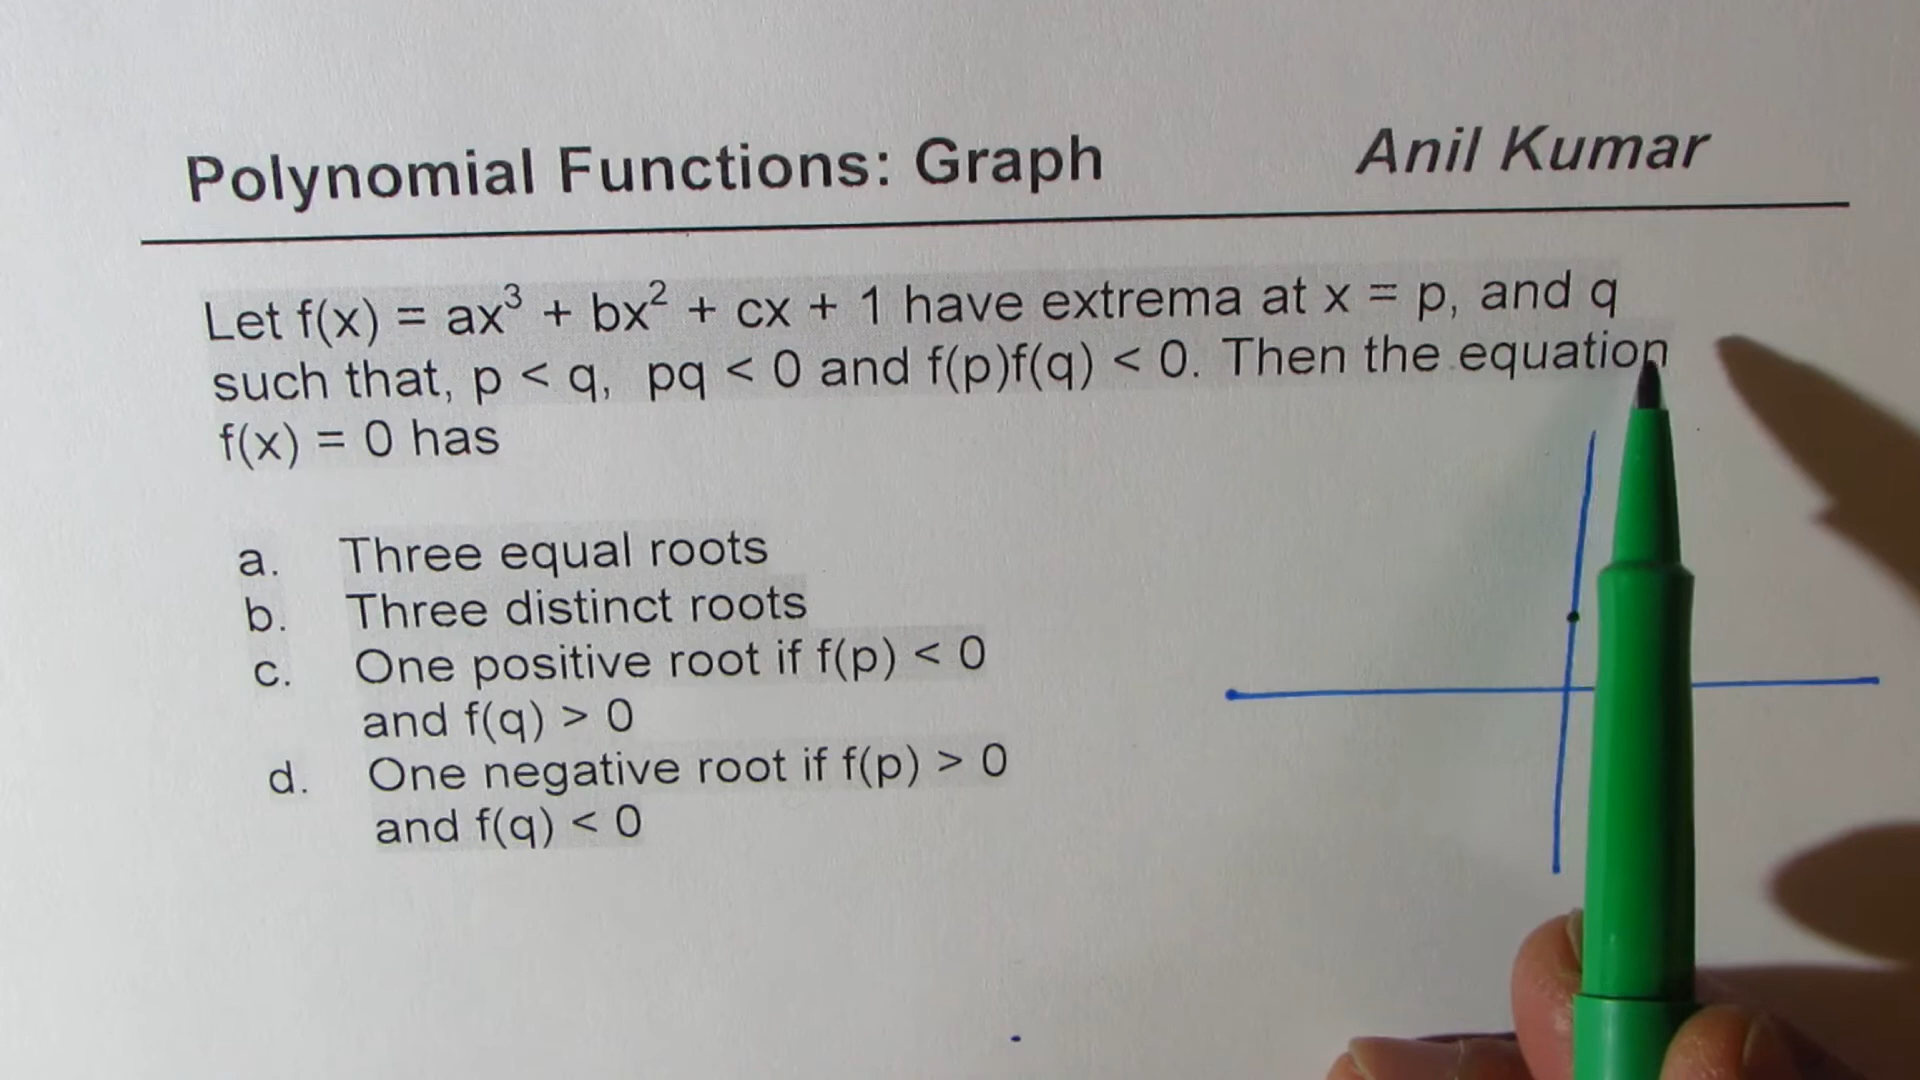 Polynomial Functions: Graph Anil Kumar
Let f(x) = ax³ + bx² + cx + 1 have extrema at x = p, and q
such that, p < q, pq < 0 and f(p)f(q) < 0. Then the equation
f(x) = 0 has
a. Three equal roots
b. Three distinct roots
c. One positive root if f(p) < 0
and f(q) > 0
d. One negative root if f(p) > 0
and f(q) < 0